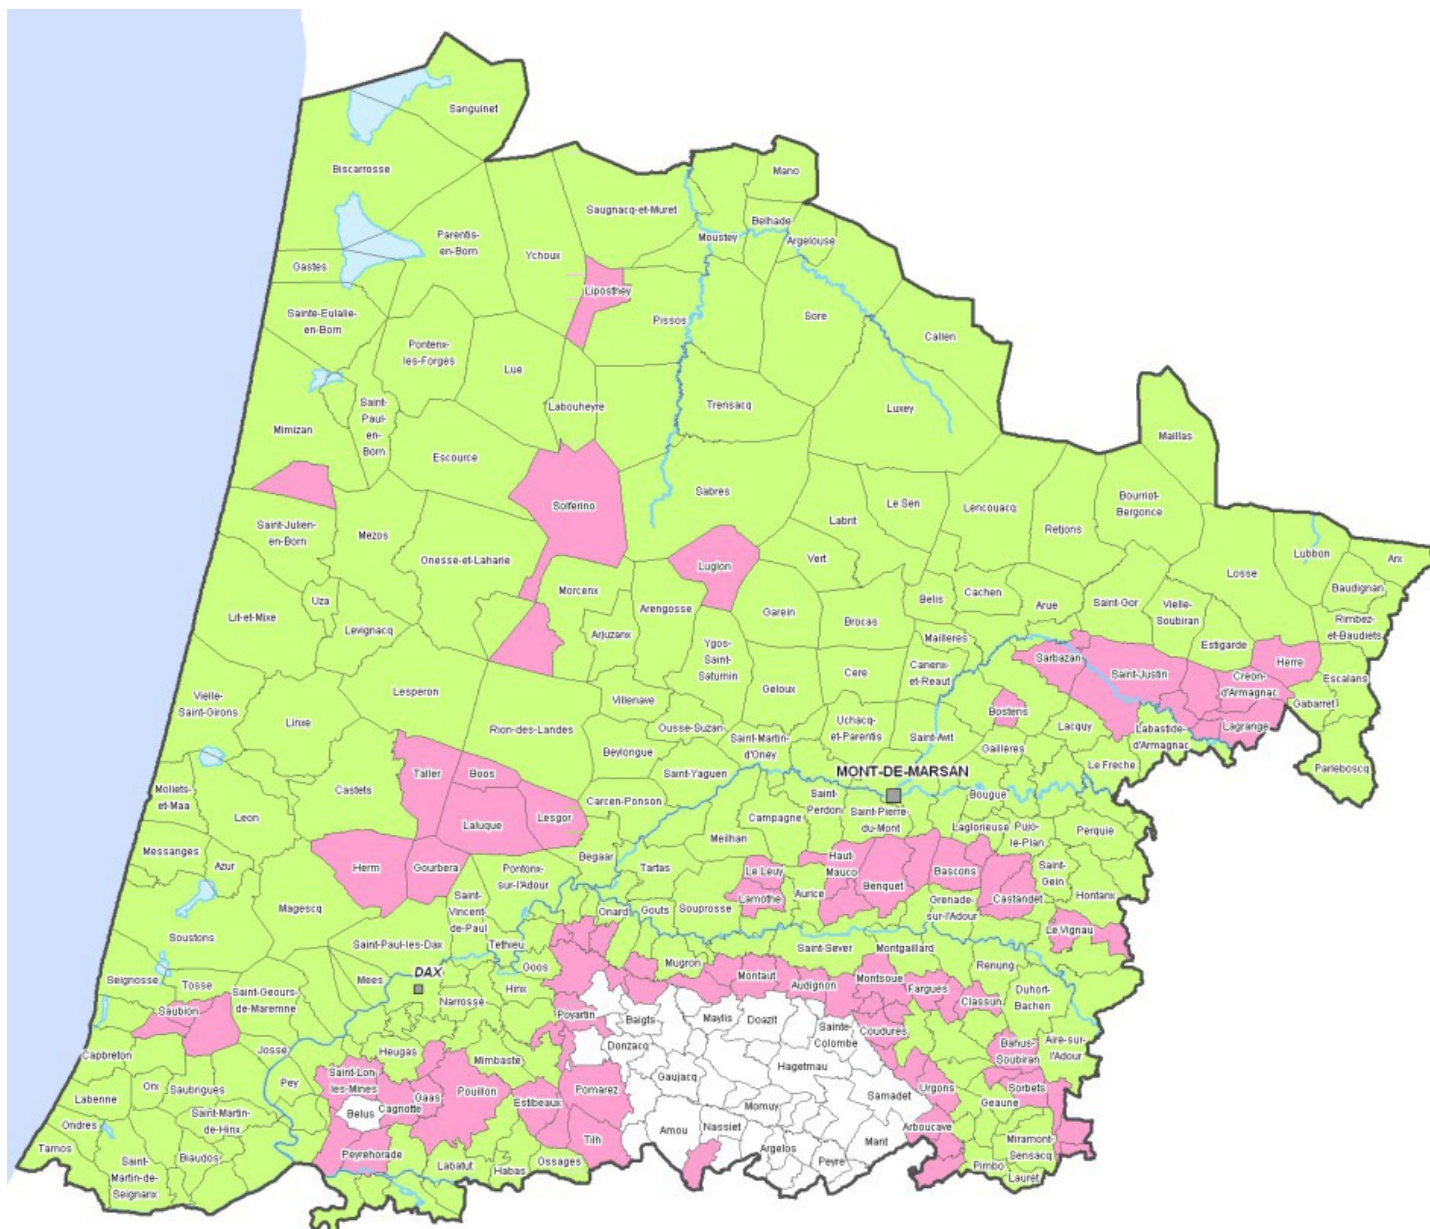 Sanguinet
Biscarrosse
Mano
Saugnacq-et-Muret
Belhade
Moustey
Argelouse
Parentis-
en-Born
Ychoux
Gastes
Liposthey
Sainte-Eulalie-
en-Born
Pissos
Sore
Callen
Pontenx-
les-Forges
Lue
Labouheyre
Trensacq
Luxey
Saint-
Paul-
en-
Born
Mimizan
Maillas
Escource
Sabres
Solferino
Le Sen
Lencouacq
Bourriot-
Bergonce
Labrit
Retjons
Saint-Julien-
en-Born
Mezos
Onesse-et-Laharie
Vert
Luglon
Lubbon
Arx
Losse
Baudignan
Morcenx
Belis
Cachen
Arue
Saint-Gor
Vielle-
Soubiran
Rimbez-
et-Baudiets
Uza
Lit-et-Mixe
Levignacq
Arengosse
Garein
Brocas
Arjuzanx
Mailleres
Ygos-
Saint-
Saturnin
Estigarde
Sarbazan
Saint-Justin
Herre
Creon-
d'Armagnac
Escalans
Cere
Canenx-
et-Reaut
Geloux
Lesperon
Vielle-
Saint-Girons
Linxe
Villenave
Gabarret
Bostens
Lacquy
Labastide-
d'Armagnac
Lagrange
Rion-des-Landes
Ousse-Suzan
Uchacq-
et-Parentis
Saint-Martin-
d'Oney
Saint-Avit
Gailleres
Beylongue
Saint-Yaguen
Le Freche
Parleboscq
MONT-DE-MARSAN
Taller
Boos
Castets
Moliets-
et-Maa
Leon
Laluque
Lesgor
Carcen-Ponson
Saint-
Perdon
Saint-Pierre-
du-Mont
Bougue
Campagne
Meilhan
Laglorieuse
Pujo-
le-Plan
Perquie
Messanges
Azur
Herm
Gourbera
Pontonx-
sur-l'Adour
Begaar
Tartas
Le Leuy
Haut-
Mauco
Benquet
Bascons
Saint-
Gein
Hontanx
Castandet
Lamothe
Aurice
Grenade-
sur-l'Adour
Magescq
Saint-
Vincent-
de-Paul
Onard
Gouts
Souprosse
Le Vignau
Soustons
Saint-Paul-les-Dax
Tethieu
Saint-Sever
Montgaillard
Goos
Mugron
Montaut
Renung
DAX
Seignosse
Tosse
Mees
Hinx
Audignon
Montsoue
Fargues
Classun
Duhort-
Bachen
Saint-Geours-
de-Maremne
Narrosse
Saubion
Poyartin
Baigts
Maylis
Doazit
Sainte-
Colombe
Coudures
Capbreton
Josse
Heugas
Mimbaste
Donzacq
Bahus-
Soubiran
Aire-sur-
l'Adour
Hagetmau
Gaujacq
Saint-Lon-
les-Mines
Pey
Orx
Saubrigues
Labenne
Gaas
Pouillon
Pomarez
Urgons
Sorbets
Samadet
Geaune
Estibeaux
Cagnotte
Belus
Momuy
Saint-Martin-
de-Hinx
Ondres
Tarnos
Amou
Nassiet
Arboucave
Mant
Tilh
Argelos
Peyre
Miramont-
Sensacq
Peyrehorade
Biaudos
Saint-
Martin-de-
Seignanx
Labatut
Habas
Ossages
Pimbo
Lauret